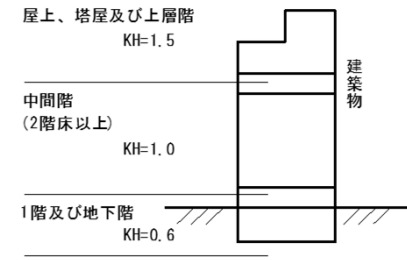 屋上、塔屋及び上層階
KH=1.5
中間階
(2階床以上)
KH=1.0
1階及び地下階
KH=0.6
建築物